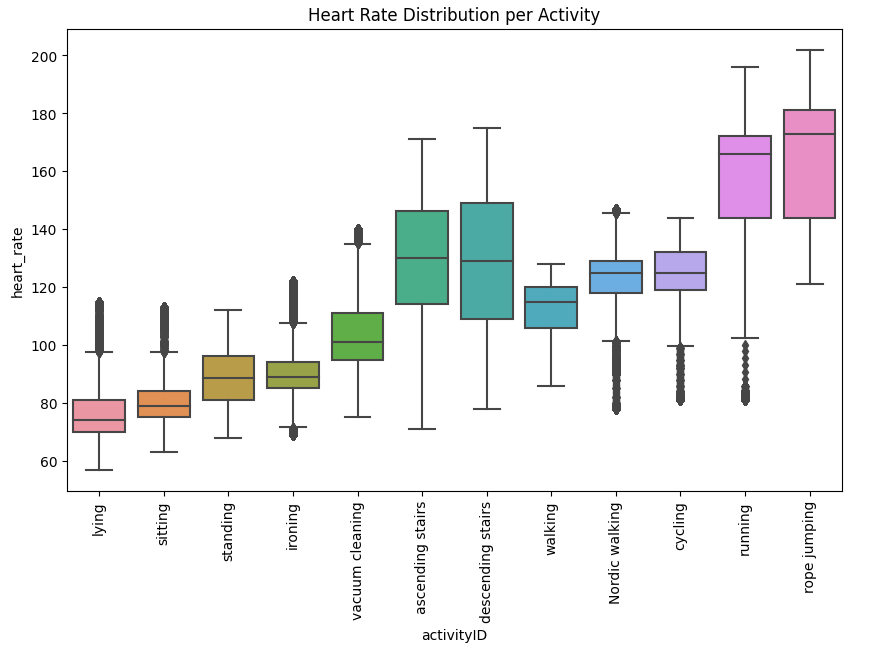 Heart Rate Distribution per Activity
heart_rate
200
180
160
140
120
100
80
60
lying
sitting
standing
ironing
vacuum cleaning
ascending stairs
descending stairs
walking
Nordic walking
cycling
running
rope jumping
activityID